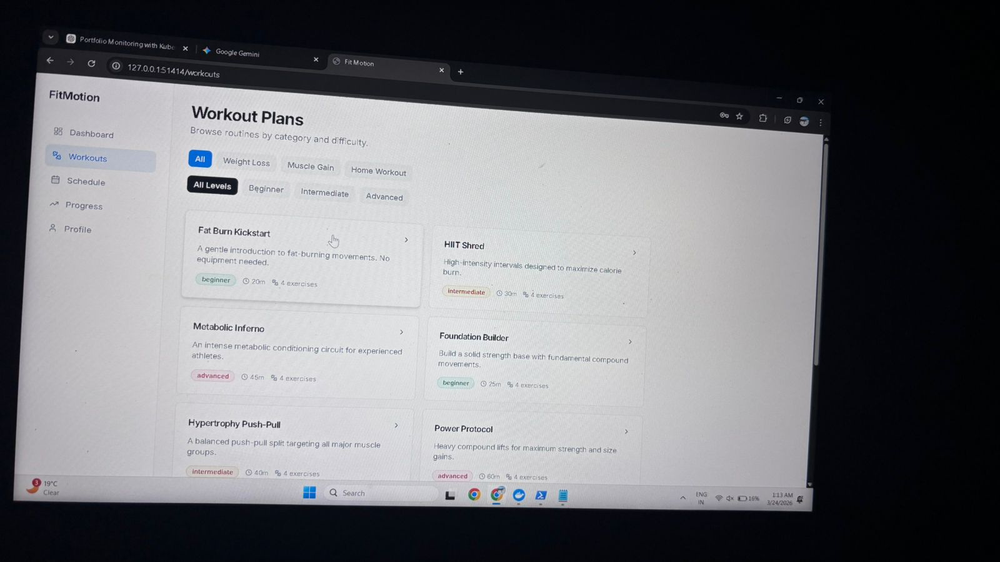 Portfolio Monitoring with Kube
Google Gemini
Fit Motion
127.0.0.1:51414/workouts
FitMotion
Dashboard
Workouts
Schedule
Progress
Profile
Workout Plans
Browse routines by category and difficulty.
All
Weight Loss
Muscle Gain
Home Workout
All Levels
Beginner
Intermediate
Advanced
Fat Burn Kickstart
A gentle introduction to fat-burning movements. No
equipment needed.
beginner 20m 4 exercises
HIIT Shred
High-intensity intervals designed to maximize calorie
burn.
intermediate 30m 4 exercises
Metabolic Inferno
An intense metabolic conditioning circuit for experienced
athletes.
advanced 45m 4 exercises
Foundation Builder
Build a solid strength base with fundamental compound
movements.
beginner 25m 4 exercises
Hypertrophy Push-Pull
A balanced push-pull split targeting all major muscle
groups.
intermediate 40m 4 exercises
Power Protocol
Heavy compound lifts for maximum strength and size
gains.
advanced 60m 4 exercises
3
19°C
Clear
Search
ENG
IN
16%
1:13 AM
3/24/2026